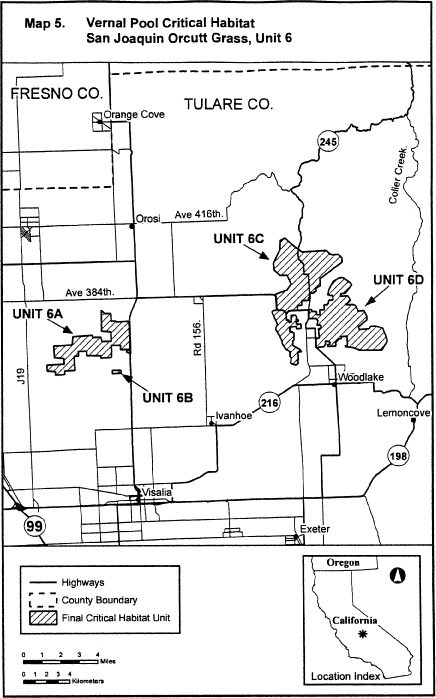 Map 5. Vernal Pool Critical Habitat
San Joaquin Orcutt Grass, Unit 6
FRESNO CO.
TULARE CO.
Orange Cove
245
Colier Creek.
Ave 416th.
Orosi
UNIT 6C
UNIT 6D
Ave 384th.
UNIT 6A
Rd 156.
J19
UNIT 6B
Woodlake
216
Ivanhoe
Lemoncove
198
Visalia
99
Exeter
Highways
County Boundary
Final Critical Habitat Unit
0 1 2 3 4
Miles
0 1 2 3 4
Kilometers
Oregon
California
Location Index